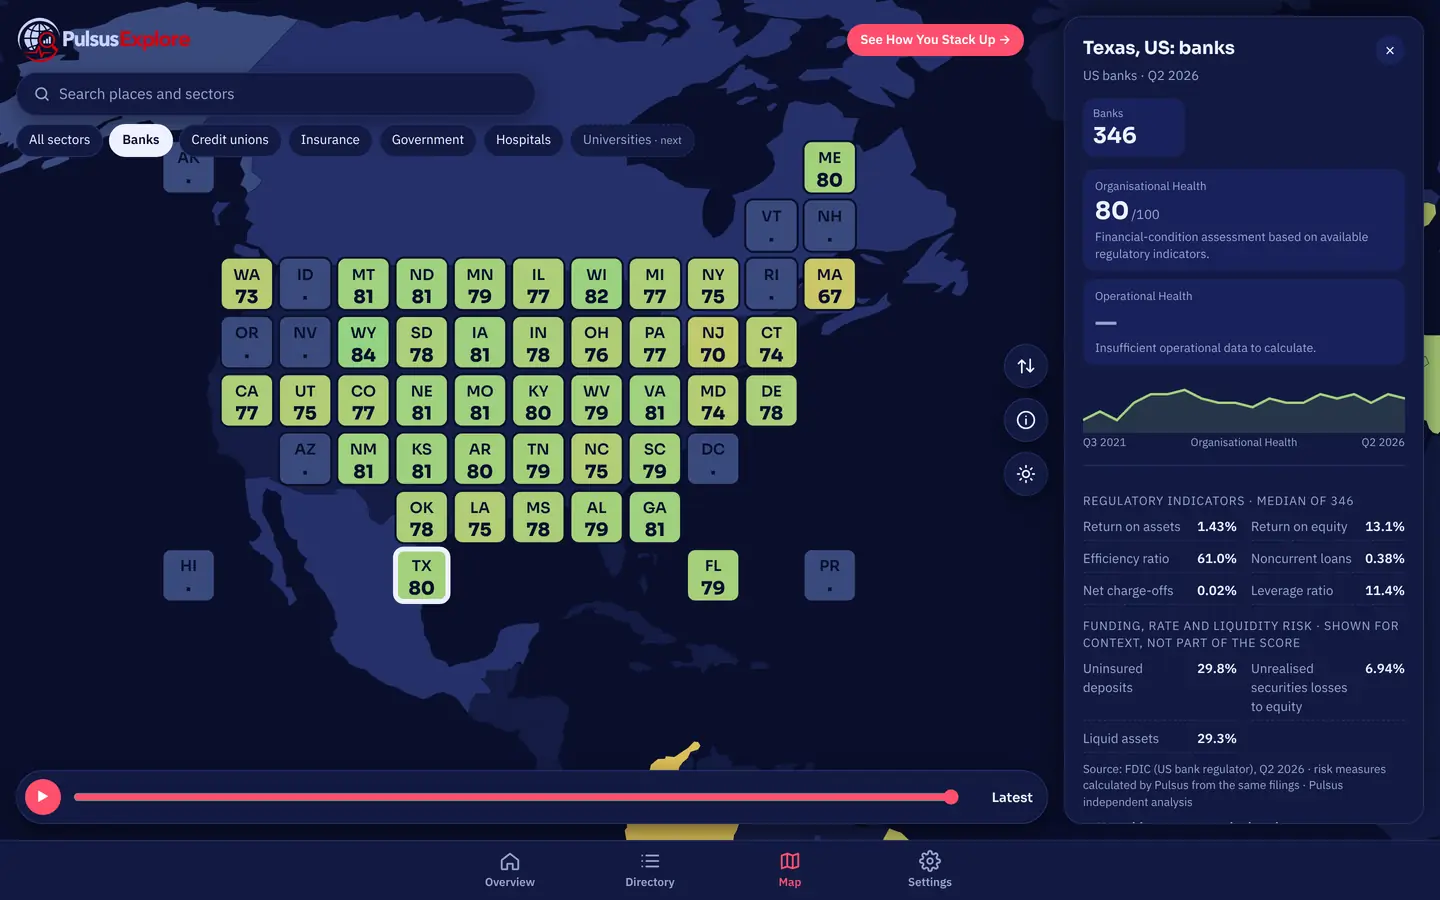 PulsusExplore
See How You Stack Up →
Search places and sectors
All sectors
Banks
Credit unions
Insurance
Government
Hospitals
Universities · next
AK
ME
80
VT
NH
WA
73
ID
MT
81
ND
81
MN
79
IL
77
WI
82
MI
77
NY
75
RI
MA
67
OR
NV
WY
84
SD
78
IA
81
IN
78
OH
76
PA
77
NJ
70
CT
74
CA
77
UT
75
CO
77
NE
81
MO
81
KY
80
WV
79
VA
81
MD
74
DE
78
AZ
NM
81
KS
81
AR
80
TN
79
NC
75
SC
79
DC
OK
78
LA
75
MS
78
AL
79
GA
81
HI
TX
80
FL
79
PR
Latest
Texas, US: banks
US banks · Q2 2026
Banks
346
Organisational Health
80 /100
Financial-condition assessment based on available
regulatory indicators.
Operational Health
—
Insufficient operational data to calculate.
Q3 2021 Organisational Health Q2 2026
REGULATORY INDICATORS · MEDIAN OF 346
Return on assets 1.43% Return on equity 13.1%
Efficiency ratio 61.0% Noncurrent loans 0.38%
Net charge-offs 0.02% Leverage ratio 11.4%
FUNDING, RATE AND LIQUIDITY RISK · SHOWN FOR
CONTEXT, NOT PART OF THE SCORE
Uninsured deposits 29.8%
Unrealised securities losses to equity 6.94%
Liquid assets 29.3%
Source: FDIC (US bank regulator), Q2 2026 · risk measures
calculated by Pulsus from the same filings · Pulsus
independent analysis
Overview
Directory
Map
Settings